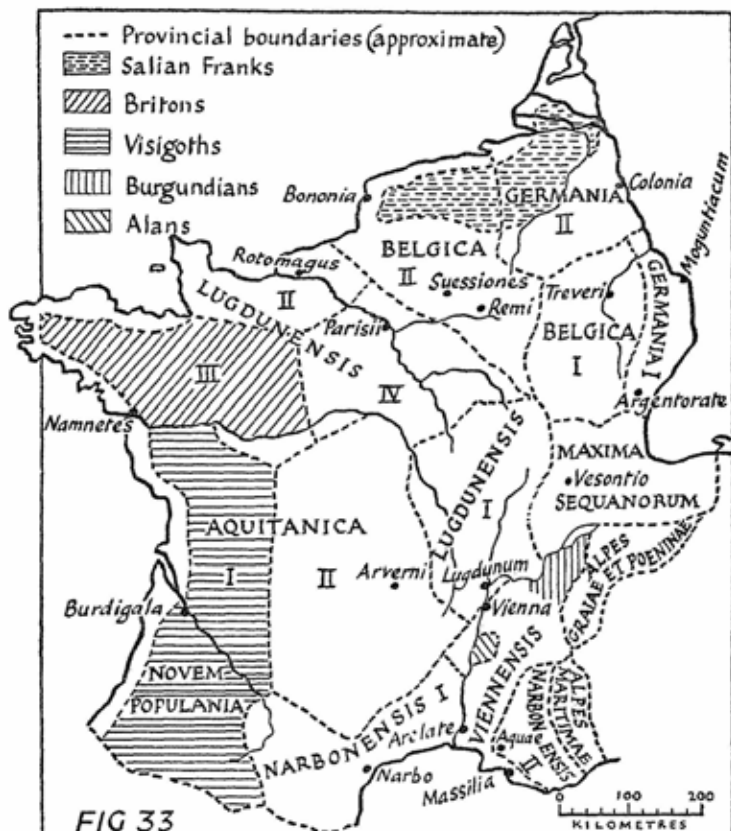 Provincial boundaries (approximate)
Salian Franks
Britons
Visigoths
Burgundians
Alans
Bononia
GERMANIA
II
Colonia
Moguntiacum
BELGICA
II
Rotomagus
LUGDUNENSIS
II
Suessiones
Remi
Treveri
GERMANIA I
Parisii
BELGICA
I
III
IV
Argentorate
Namnetes
LUGDUNENSIS
I
MAXIMA
Vesontio
SEQUANORUM
AQUITANICA
I
II
Arverni
Lugdunum
Vienna
ALPES
GRAIAE ET POENINAE
Burdigala
NOVEM
POPULANIA
VIENNENSIS
NARBONENSIS I
Arelate
Aquae
NARBONENSIS
II
ALPES
MARITIMAE
Narbo
Massilia
0 100 200
KILOMETRES
FIG 33